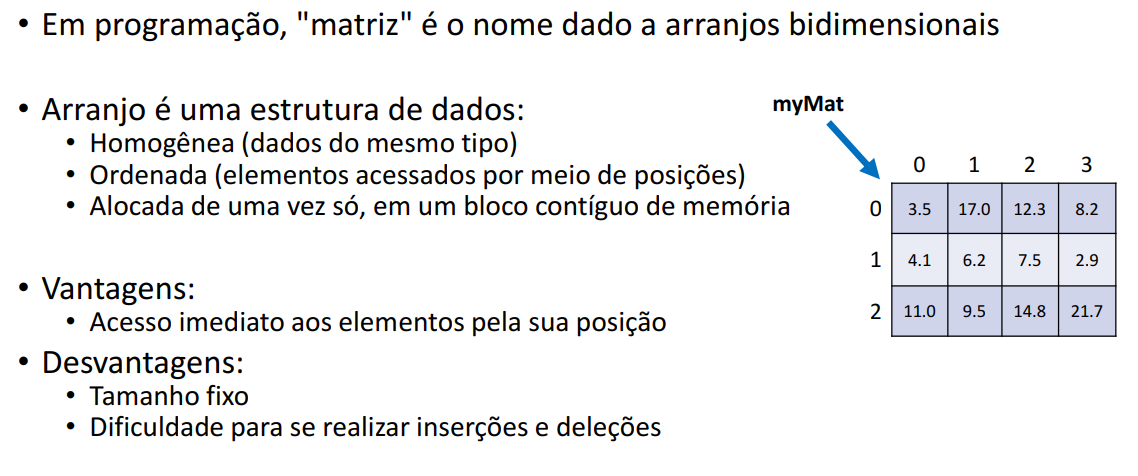 • Em programação, "matriz" é o nome dado a arranjos bidimensionais
• Arranjo é uma estrutura de dados:
• Homogênea (dados do mesmo tipo)
• Ordenada (elementos acessados por meio de posições)
• Alocada de uma vez só, em um bloco contíguo de memória
• Vantagens:
• Acesso imediato aos elementos pela sua posição
• Desvantagens:
• Tamanho fixo
• Dificuldade para se realizar inserções e deleções
myMat
0 1 2 3
0 3.5 17.0 12.3 8.2
1 4.1 6.2 7.5 2.9
2 11.0 9.5 14.8 21.7